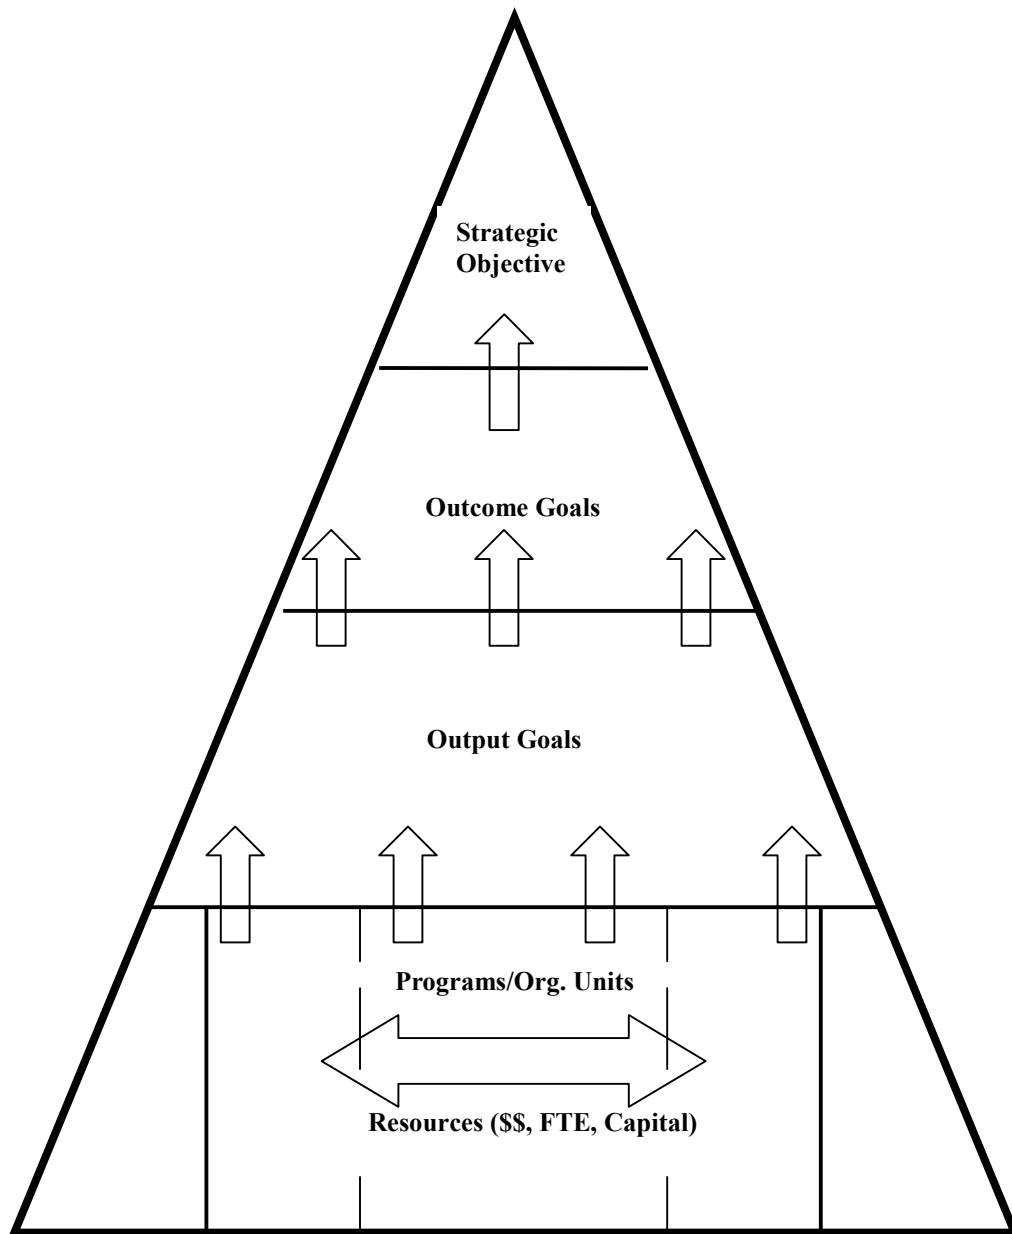 Strategic
Objective
Outcome Goals
Output Goals
Programs/Org. Units
Resources ($$, FTE, Capital)